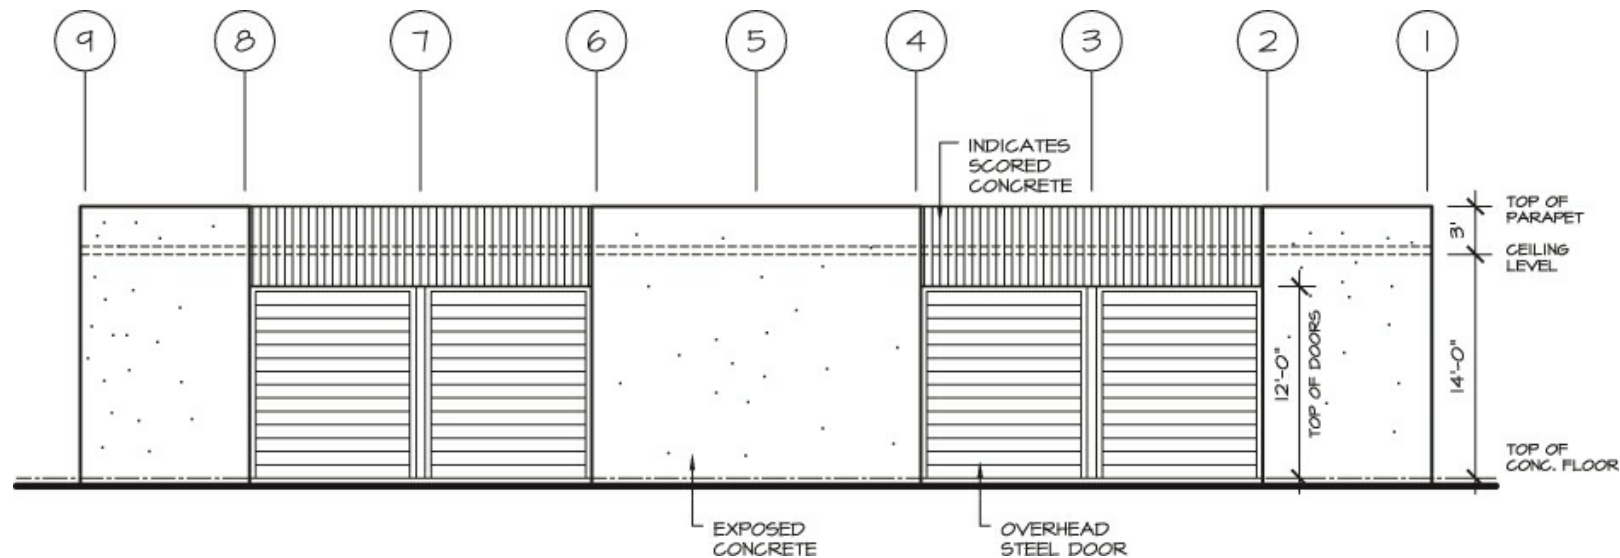 9 8 7 6 5 4 3 2 1
INDICATES
SCORED
CONCRETE
TOP OF
PARAPET
3'
CEILING
LEVEL
12'-0"
TOP OF DOORS
14'-0"
TOP OF
CONC. FLOOR
EXPOSED
CONCRETE
OVERHEAD
STEEL DOOR